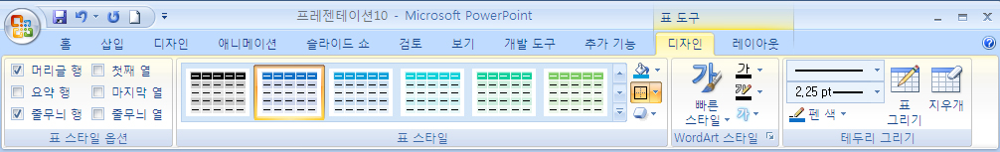 프레젠테이션10 - Microsoft PowerPoint 표 도구
홈 삽입 디자인 애니메이션 슬라이드 쇼 검토 보기 개발 도구 추가 기능 디자인 레이아웃
머리글 행 첫째 열
요약 행 마지막 열
줄무늬 행 줄무늬 열
표 스타일 옵션
표 스타일
가
빠른
스타일
가
가
가
WordArt 스타일
2.25 pt
펜 색
표
그리기
지우개
테두리 그리기